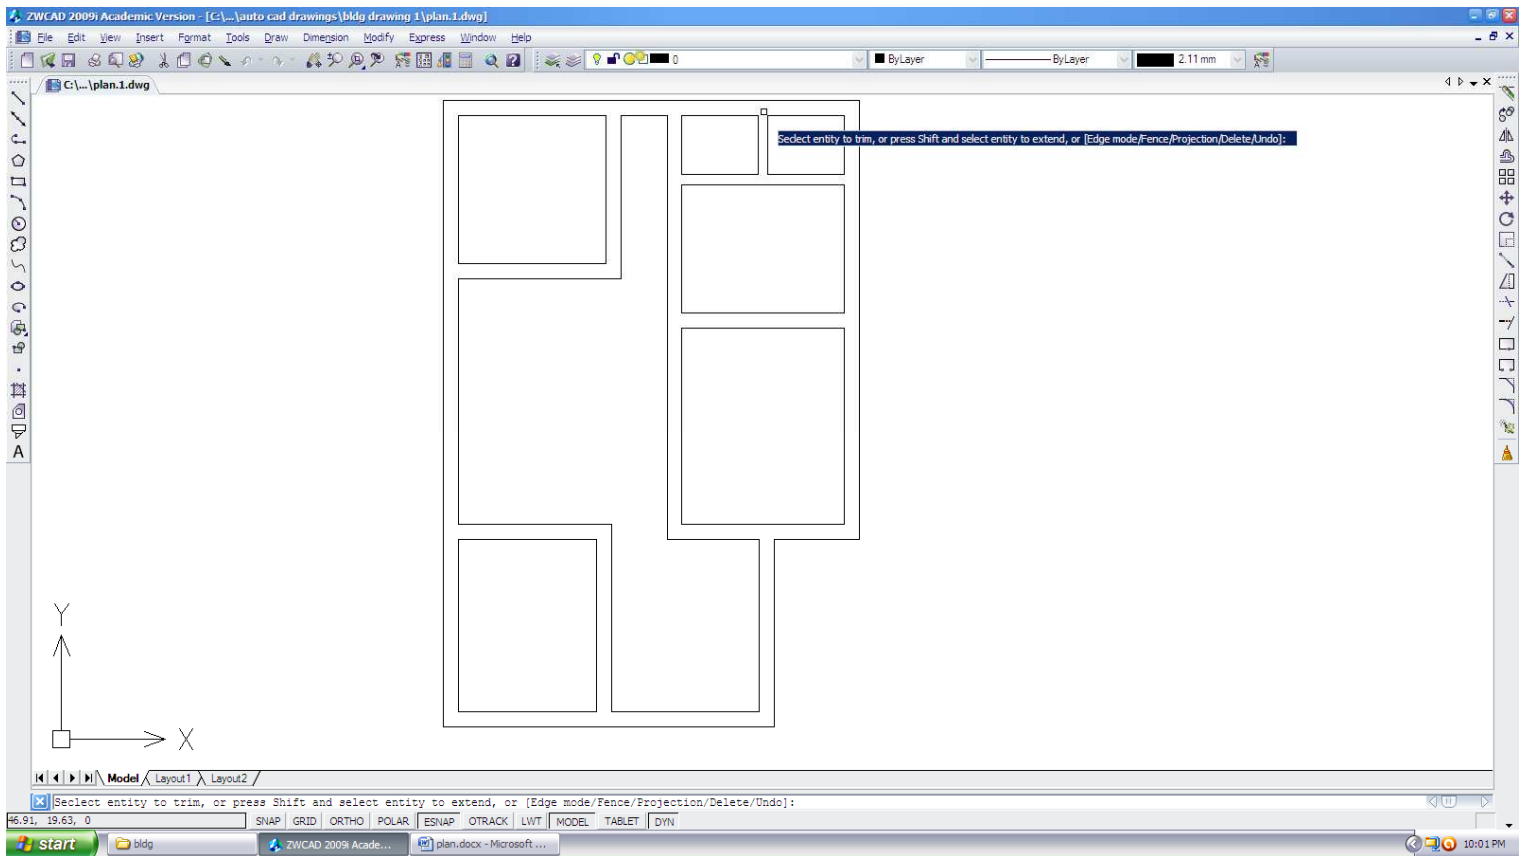 ZWCAD 2009i Academic Version - [C:\...\auto cad drawings\bldg drawing 1\plan.1.dwg]
File Edit View Insert Format Tools Draw Dimension Modify Express Window Help
0 ByLayer ByLayer 2.11 mm
C:\...\plan.1.dwg
Seclect entity to trim, or press Shift and select entity to extend, or [Edge mode/Fence/Projection/Delete/Undo]:
A
Y
X
Model Layout1 Layout2
Seclect entity to trim, or press Shift and select entity to extend, or [Edge mode/Fence/Projection/Delete/Undo]:
46.91, 19.63, 0 SNAP GRID ORTHO POLAR ESNAP OTRACK LWT MODEL TABLET DYN
start bldg ZWCAD 2009i Acade... plan.docx - Microsoft ... 10:01 PM